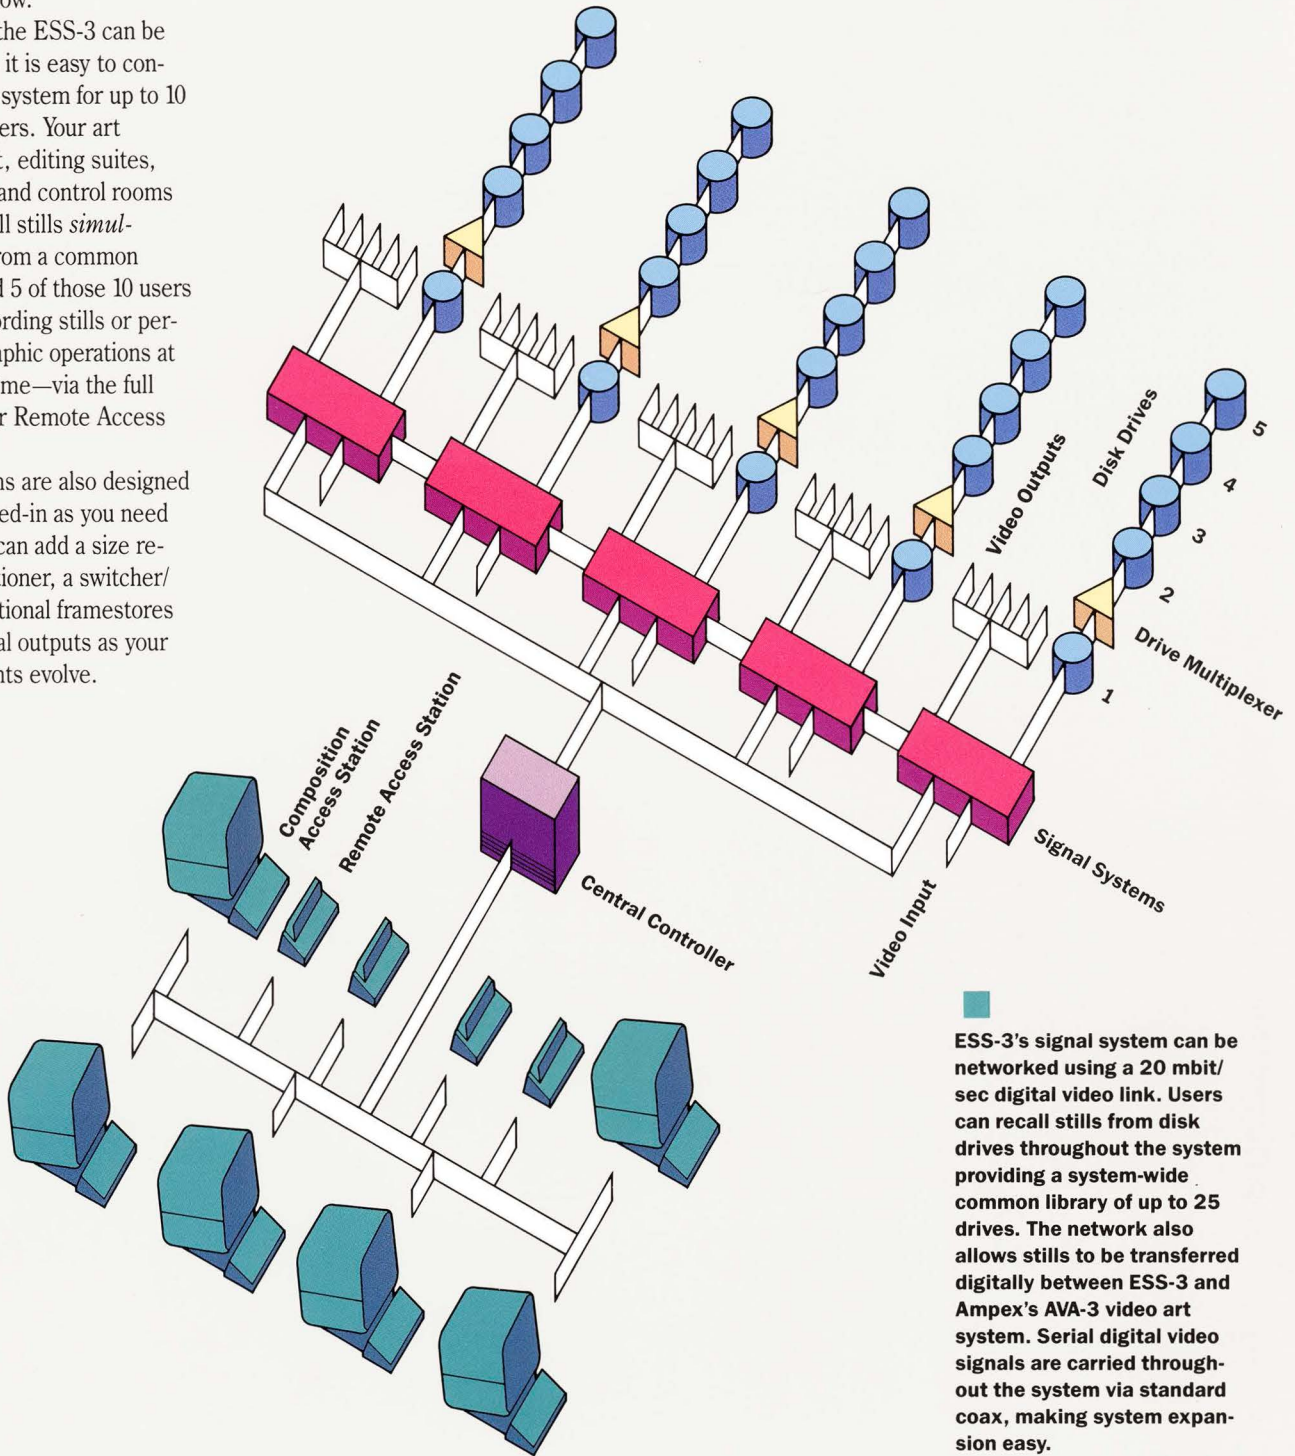 ow.
the ESS-3 can be
it is easy to con-
system for up to 10
ers. Your art
t, editing suites,
and control rooms
ll stills simul-
rom a common
d 5 of those 10 users
ording stills or per-
aphic operations at
me—via the full
r Remote Access
ns are also designed
ed-in as you need
can add a size re-
tioner, a switcher/
tional framestores
al outputs as your
nts evolve.
Disk Drives
Video Outputs
5
4
3
2
1
Drive Multiplexer
Signal Systems
Video Input
Composition
Access Station
Remote Access Station
Central Controller
ESS-3's signal system can be
networked using a 20 mbit/
sec digital video link. Users
can recall stills from disk
drives throughout the system
providing a system-wide
common library of up to 25
drives. The network also
allows stills to be transferred
digitally between ESS-3 and
Ampex's AVA-3 video art
system. Serial digital video
signals are carried through-
out the system via standard
coax, making system expan-
sion easy.